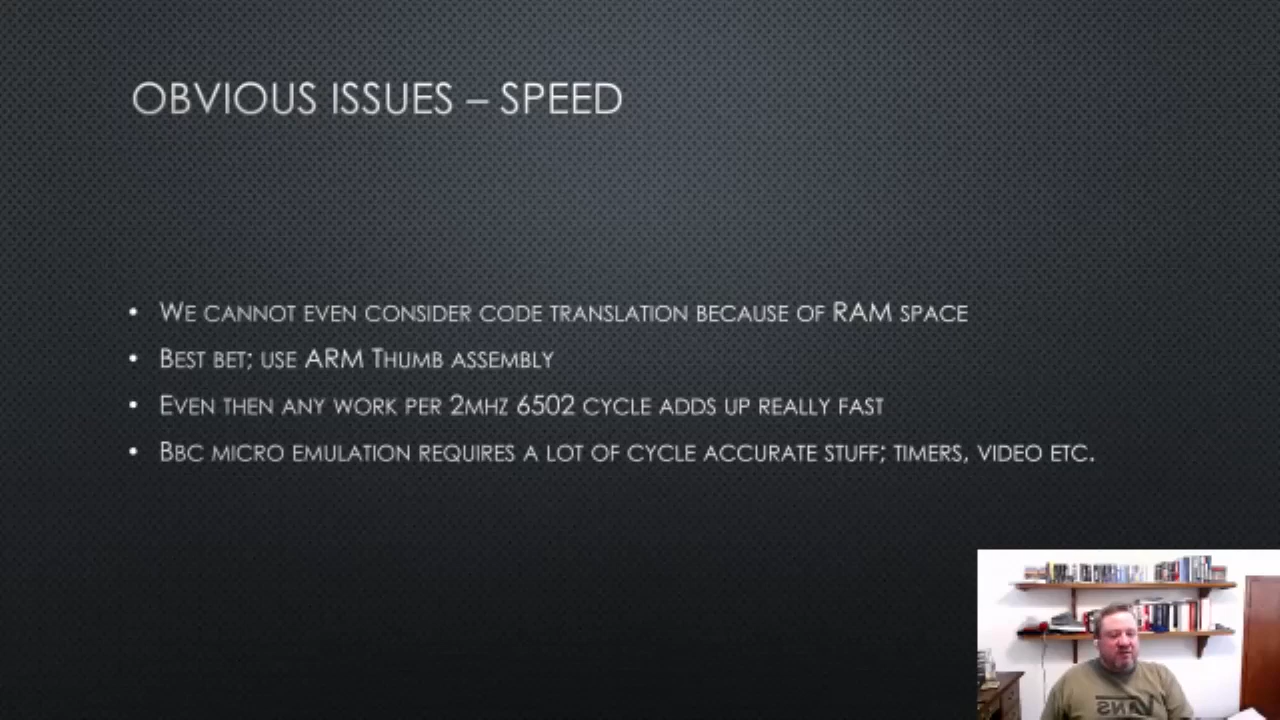 OBVIOUS ISSUES – SPEED
• WE CANNOT EVEN CONSIDER CODE TRANSLATION BECAUSE OF RAM SPACE
• BEST BET; USE ARM THUMB ASSEMBLY
• EVEN THEN ANY WORK PER 2MHZ 6502 CYCLE ADDS UP REALLY FAST
• BBC MICRO EMULATION REQUIRES A LOT OF CYCLE ACCURATE STUFF; TIMERS, VIDEO ETC.
VANS